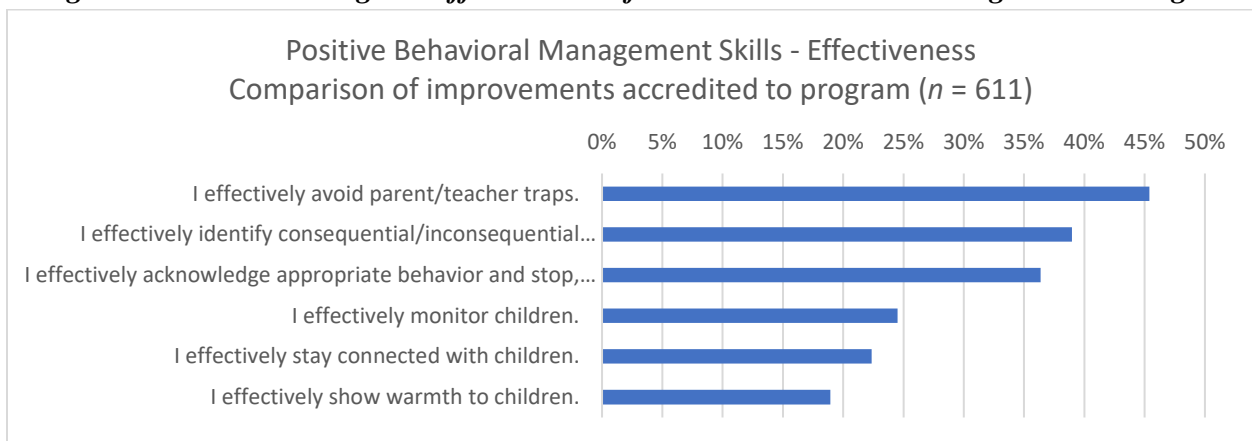 Positive Behavioral Management Skills - Effectiveness
Comparison of improvements accredited to program (n = 611)
0% 5% 10% 15% 20% 25% 30% 35% 40% 45% 50%
I effectively avoid parent/teacher traps.
I effectively identify consequential/inconsequential…
I effectively acknowledge appropriate behavior and stop,…
I effectively monitor children.
I effectively stay connected with children.
I effectively show warmth to children.